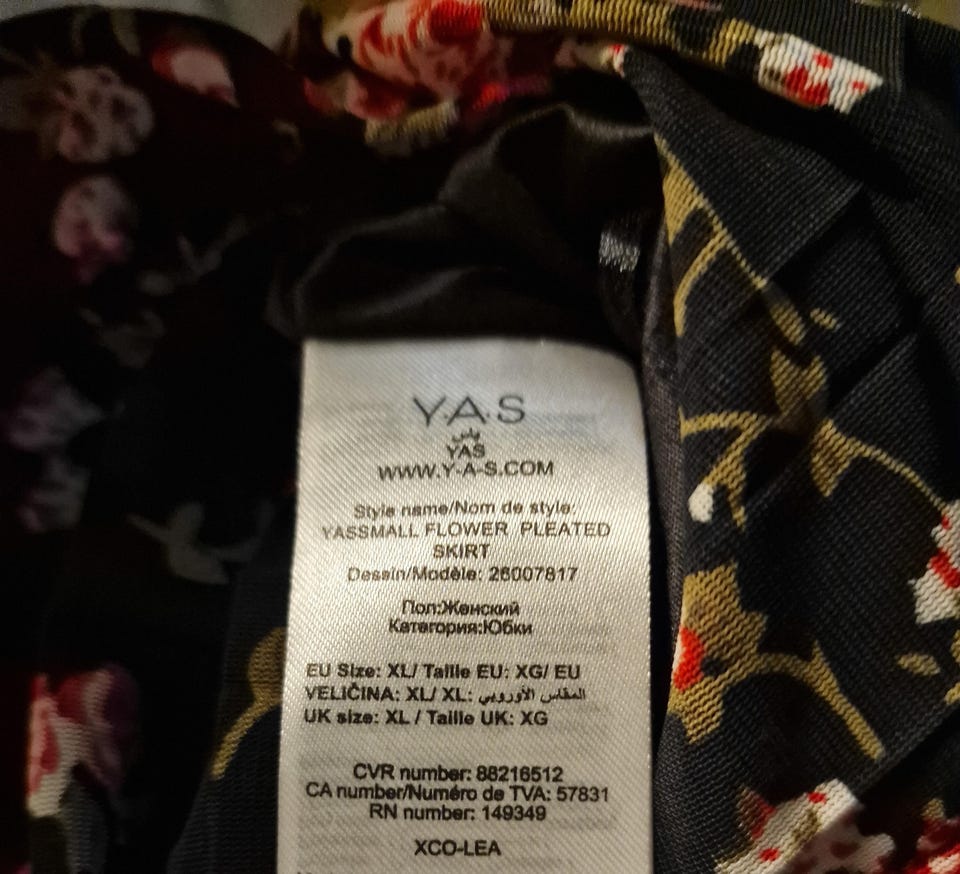 Y.A.S
ياس
YAS
WWW.Y-A-S.COM
Style name/Nom de style:
YASSMALL FLOWER PLEATED
SKIRT
Dessin/Modèle: 26007817
Пол:Женский
Категория:Юбки
EU Size: XL/ Taille EU: XG/ EU
VELIČINA: XL/ XL: المقاس الأوروبي
UK size: XL / Taille UK: XG
CVR number: 88216512
CA number/Numéro de TVA: 57831
RN number: 149349
XCO-LEA